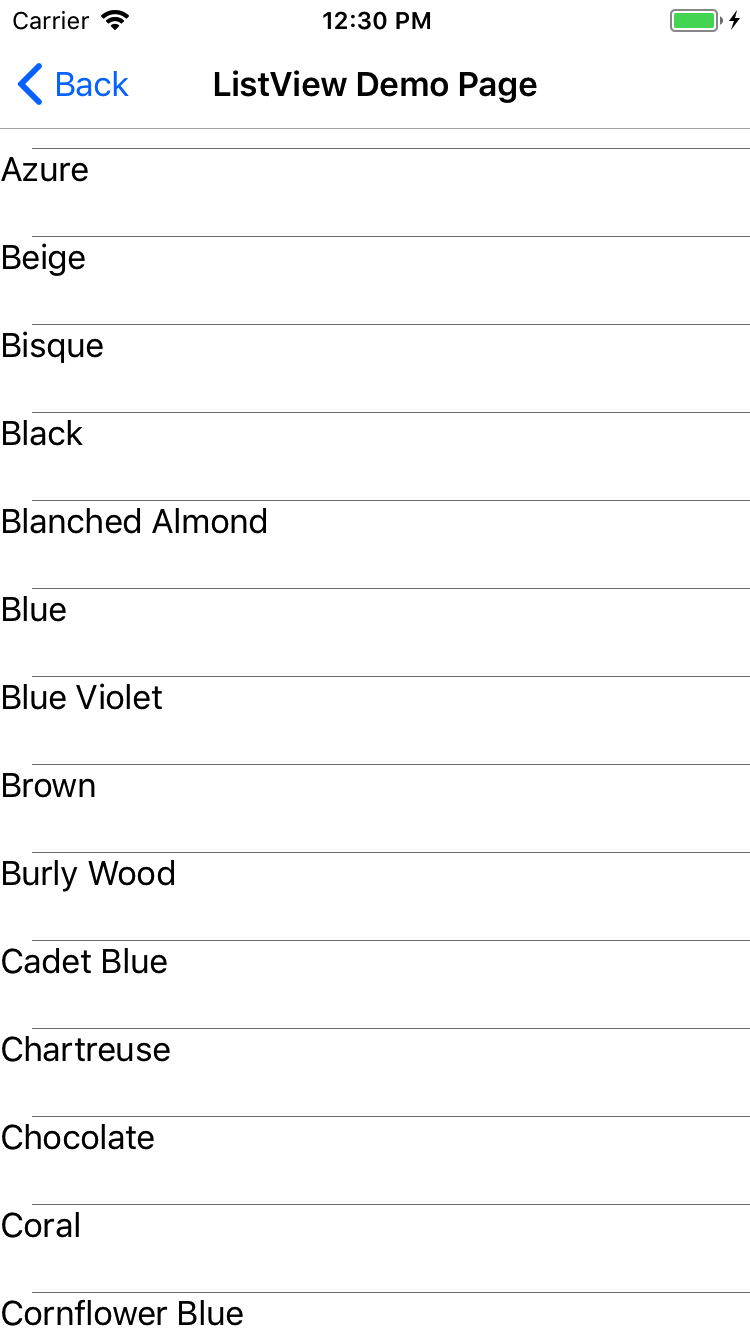 Carrier 12:30 PM
Back ListView Demo Page
Azure
Beige
Bisque
Black
Blanched Almond
Blue
Blue Violet
Brown
Burly Wood
Cadet Blue
Chartreuse
Chocolate
Coral
Cornflower Blue